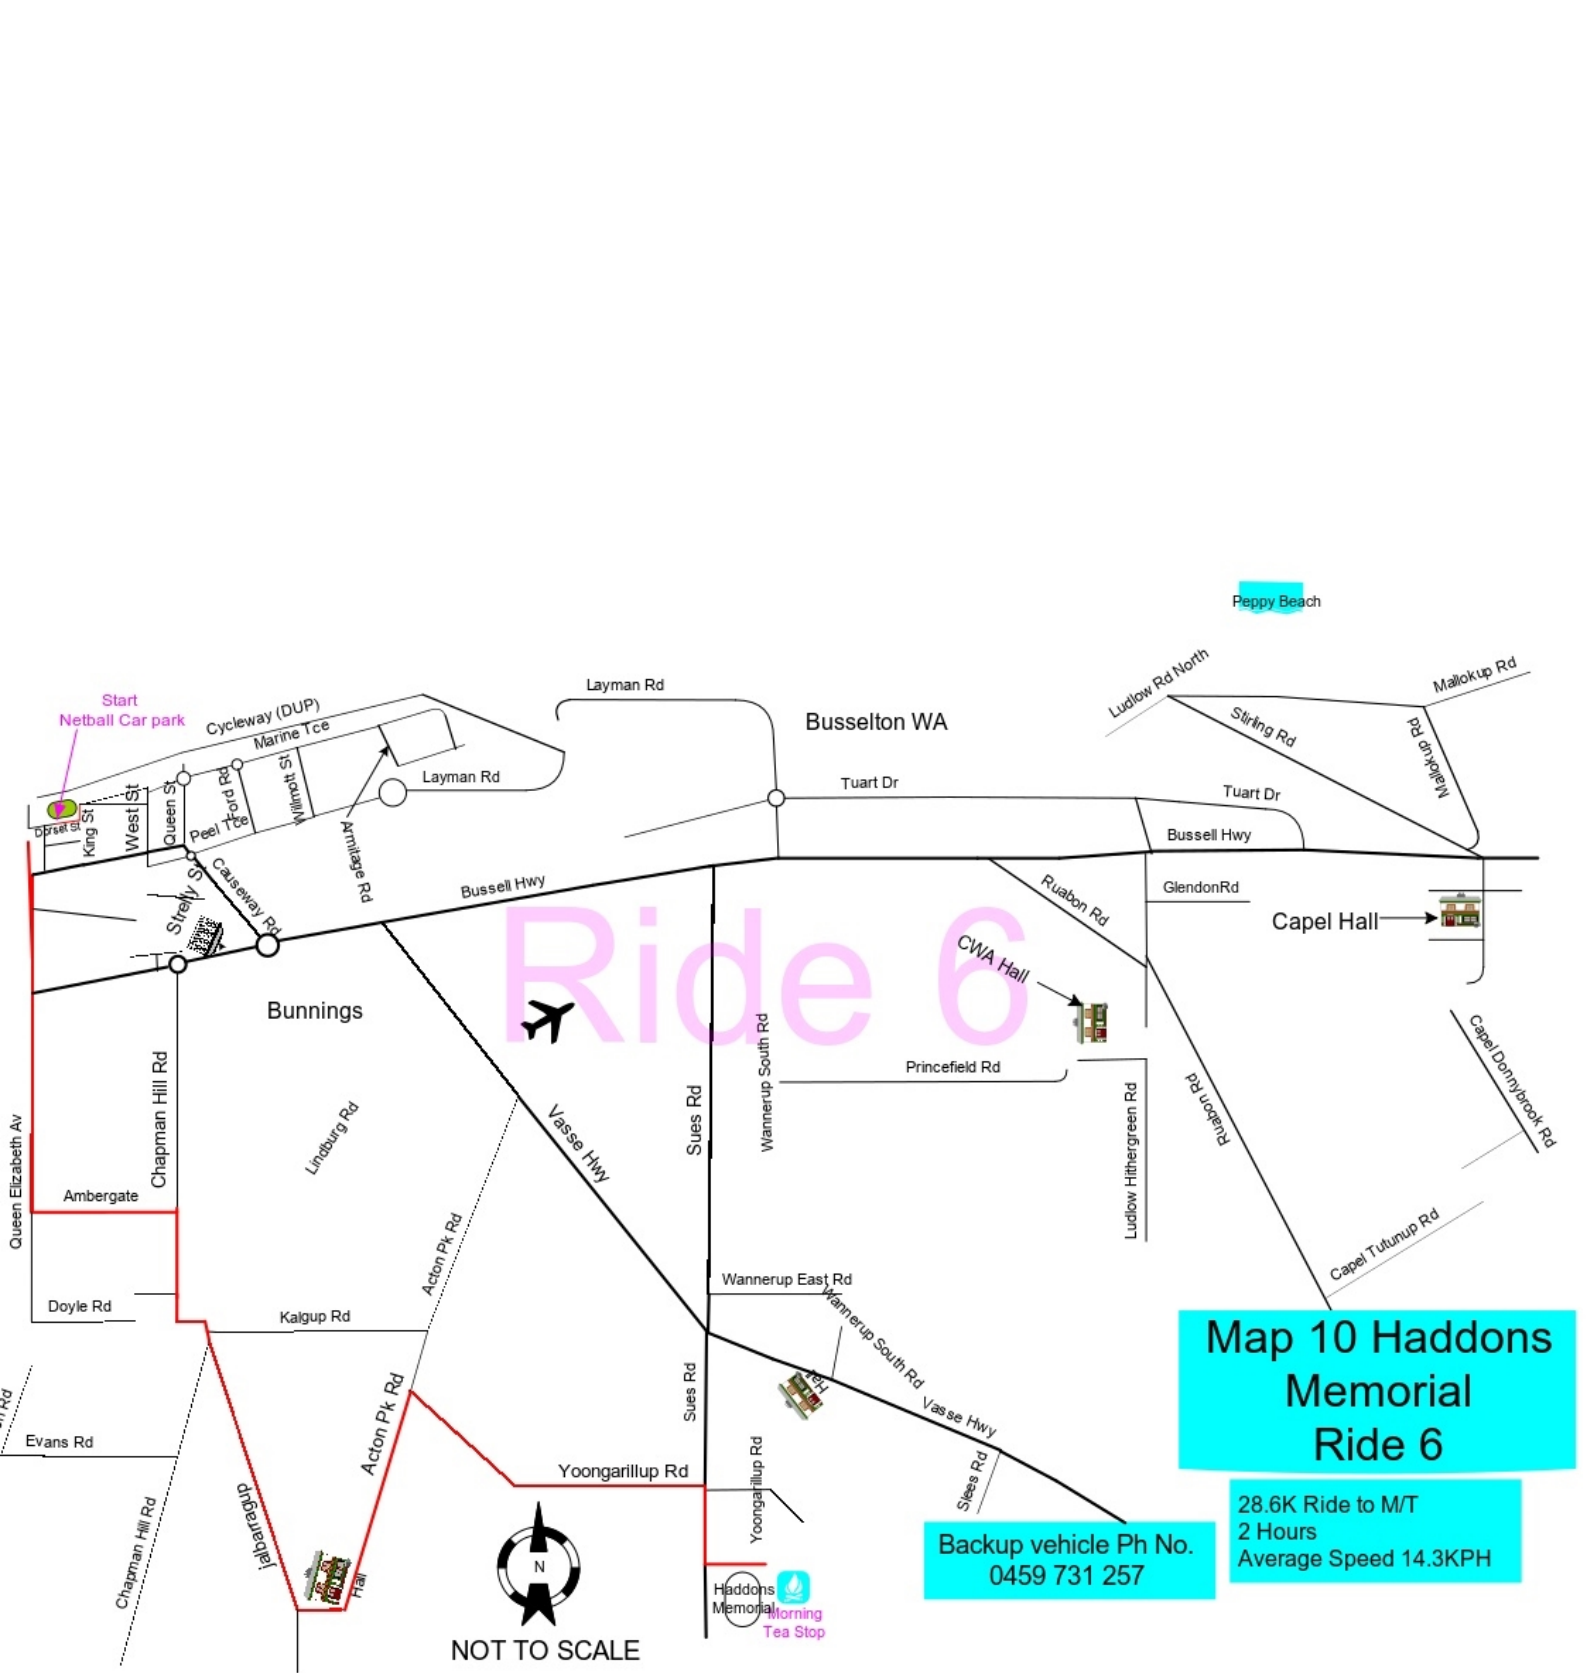 Peppy Beach
Ludlow Rd North
Mallokup Rd
Start
Netball Car park
Layman Rd
Cycleway (DUP)
Marine Tce
Busselton WA
Stirling Rd
Mallokup Rd
Layman Rd
Tuart Dr
Tuart Dr
Dorset St
King St
West St
Queen St
Ford Rd
Wilmott St
Peel Tce
Armitage Rd
Bussell Hwy
Strelly St
Causeway Rd
Bussell Hwy
Ruabon Rd
GlendonRd
Capel Hall
Ride 6
CWA Hall
Bunnings
Wannerup South Rd
Princefield Rd
Capel Donnybrook Rd
Chapman Hill Rd
Lindburg Rd
Vasse Hwy
Sues Rd
Ruabon Rd
Ludlow Hithergreen Rd
Queen Elizabeth Av
Ambergate
Acton Pk Rd
Capel Tutunup Rd
Wannerup East Rd
Doyle Rd
Kalgup Rd
Wannerup South Rd
Map 10 Haddons
Memorial
Ride 6
Sues Rd
Hall
Acton Pk Rd
Vasse Hwy
Evans Rd
Yoongarillup Rd
Yoongarillup Rd
Slees Rd
28.6K Ride to M/T
2 Hours
Average Speed 14.3KPH
jalbarragup
Chapman Hill Rd
Backup vehicle Ph No.
0459 731 257
N
Hall
Haddons
Memorial
Morning
Tea Stop
NOT TO SCALE